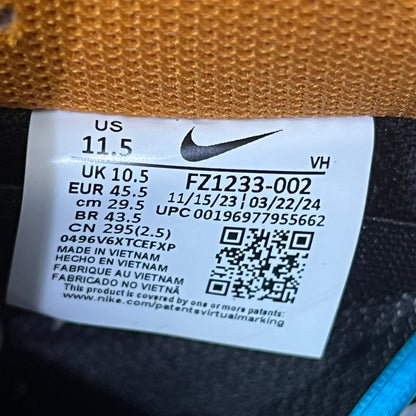 US
11.5
VH
UK 10.5
FZ1233-002
EUR 45.5
11/15/23 | 03/22/24
cm 29.5
UPC 00196977955662
BR 43.5
CN 295(2.5)
0496V6XTCEFXP
MADE IN VIETNAM
HECHO EN VIETNAM
FABRIQUÉ AU VIETNAM
FABRICADO NO VIETNÃ
This product is covered by one or more patents:
www.nike.com/patentsvirtualmarking